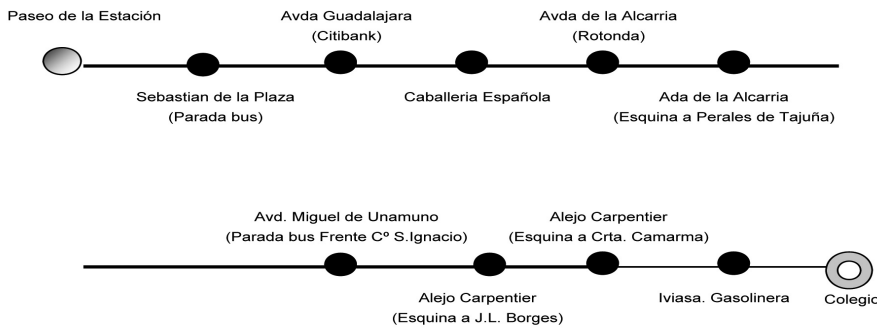 Paseo de la Estación
Avda Guadalajara
(Citibank)
Avda de la Alcarria
(Rotonda)
Sebastian de la Plaza
(Parada bus)
Caballeria Española
Ada de la Alcarria
(Esquina a Perales de Tajuña)
Avd. Miguel de Unamuno
(Parada bus Frente Cº S.Ignacio)
Alejo Carpentier
(Esquina a Crta. Camarma)
Alejo Carpentier
(Esquina a J.L. Borges)
Iviasa. Gasolinera
Colegio